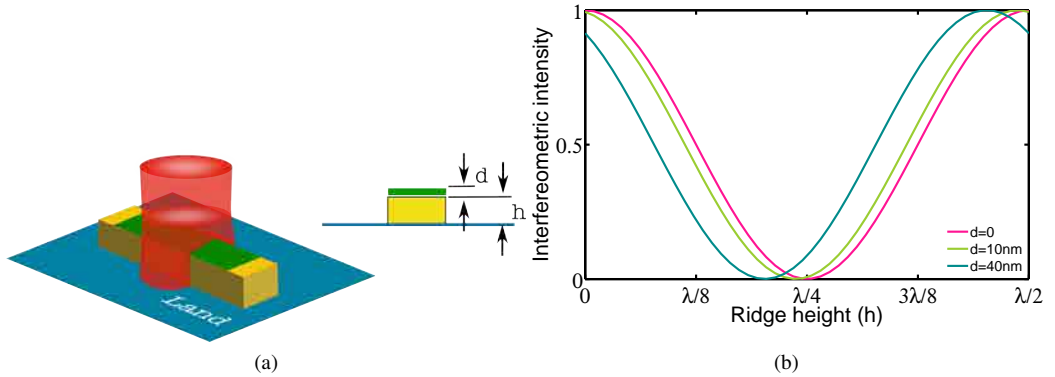 Land
d
h
Interfereometric intensity
1
0.5
0
d=0
d=10nm
d=40nm
0
λ/8
λ/4
3λ/8
λ/2
Ridge height (h)
(a)
(b)